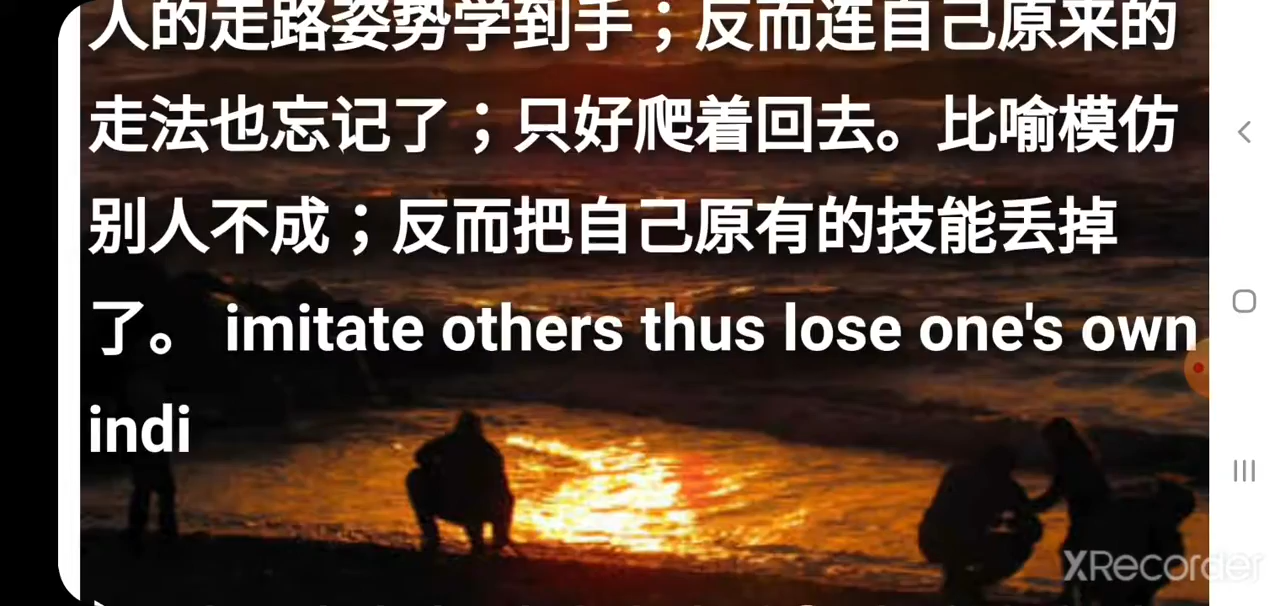 人的走路姿势学到手；反而连自己原来的
走法也忘记了；只好爬着回去。比喻模仿
别人不成；反而把自己原有的技能丢掉
了。 imitate others thus lose one's own
indi
XRecorder